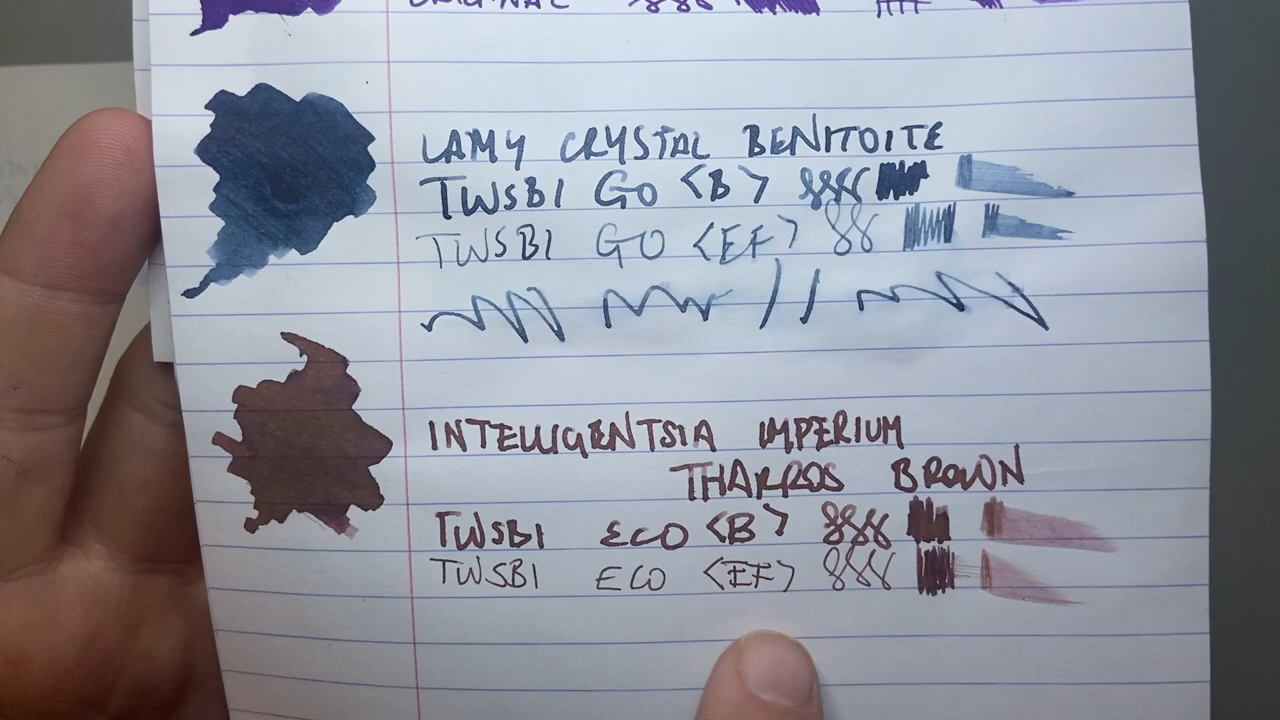 ORIGINAL
LAMY CRYSTAL BENITOITE
TWSBI GO <B> 888
TWSBI GO <EF> 88
INTELLIGENTSIA IMPERIUM
THARROS BROWN
TWSBI ECO <B> 888
TWSBI ECO <EF> 888